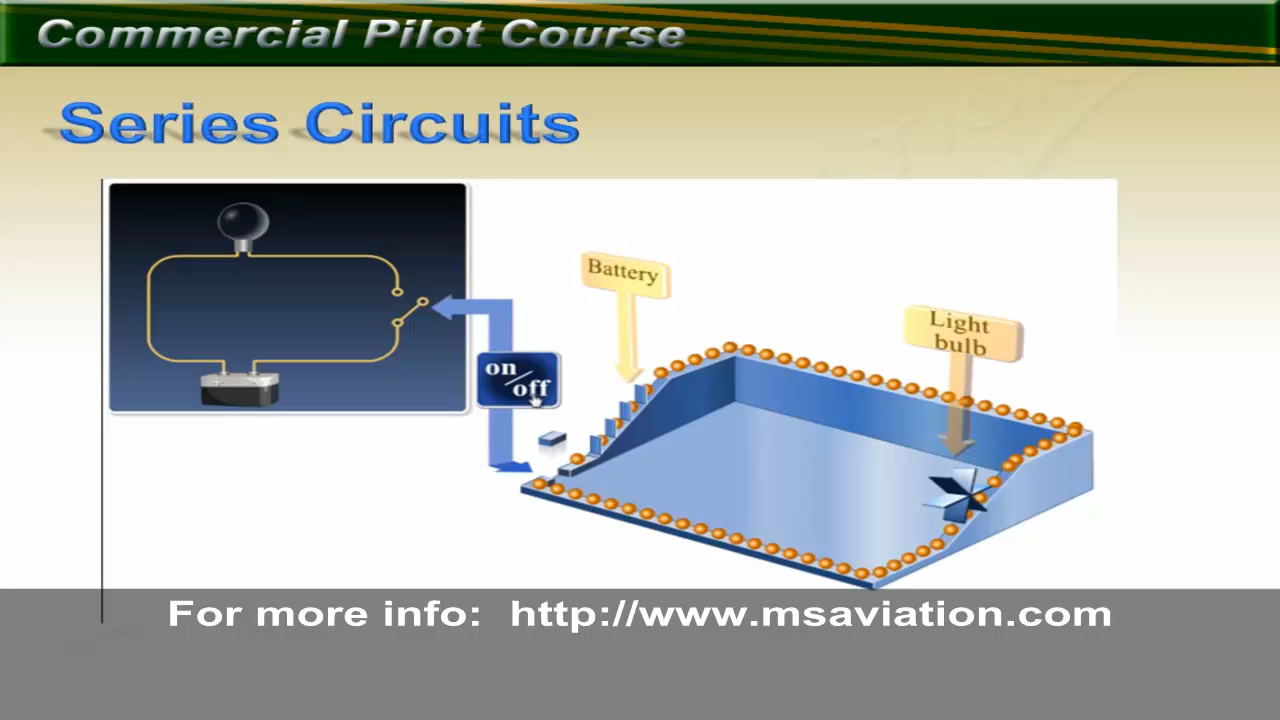 Commercial Pilot Course
Series Circuits
Battery
Light
bulb
on/off
For more info: http://www.msaviation.com